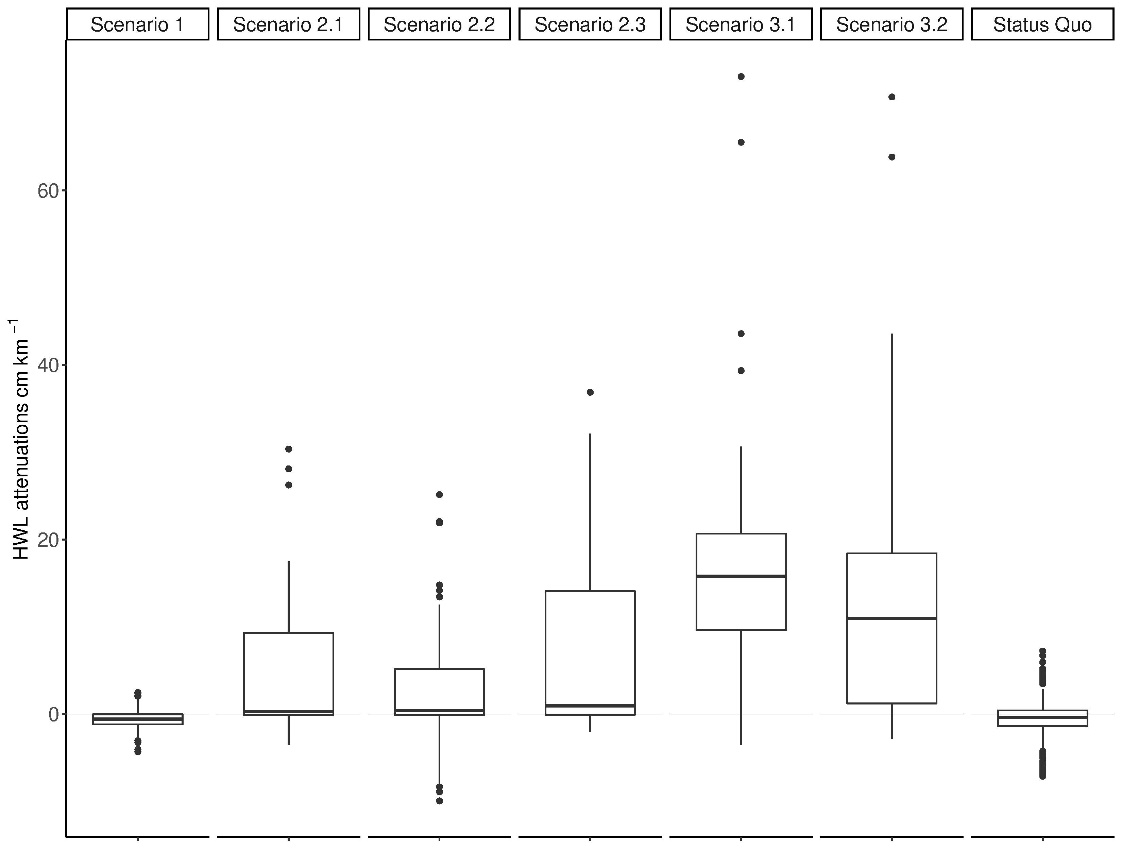 Scenario 1
Scenario 2.1
Scenario 2.2
Scenario 2.3
Scenario 3.1
Scenario 3.2
Status Quo
HWL attenuations cm km⁻¹
60
40
20
0